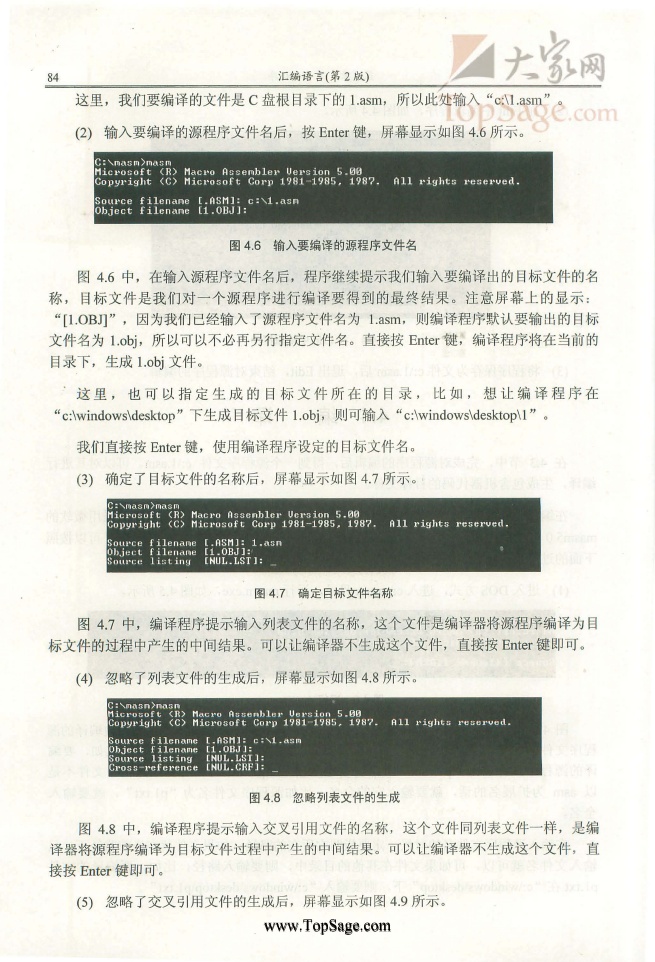 84
汇编语言(第 2 版)
大家网
TopSage.com
这里，我们要编译的文件是 C 盘根目录下的 1.asm，所以此处输入“c:\1.asm”。
(2) 输入要编译的源程序文件名后，按 Enter 键，屏幕显示如图 4.6 所示。
C:\masm>masm
Microsoft (R) Macro Assembler Version 5.00
Copyright (C) Microsoft Corp 1981-1985, 1987.  All rights reserved.
Source filename [.ASM]: c:\1.asm
Object filename [1.OBJ]:
图 4.6 输入要编译的源程序文件名
图 4.6 中，在输入源程序文件名后，程序继续提示我们输入要编译出的目标文件的名
称，目标文件是我们对一个源程序进行编译要得到的最终结果。注意屏幕上的显示：
“[1.OBJ]”，因为我们已经输入了源程序文件名为 1.asm，则编译程序默认要输出的目标
文件名为 1.obj，所以可以不必再另行指定文件名。直接按 Enter 键，编译程序将在当前的
目录下，生成 1.obj 文件。
这里，也可以指定生成的目标文件所在的目录，比如，想让编译程序在
“c:\windows\desktop”下生成目标文件 1.obj，则可输入“c:\windows\desktop\1”。
我们直接按 Enter 键，使用编译程序设定的目标文件名。
(3) 确定了目标文件的名称后，屏幕显示如图 4.7 所示。
C:\masm>masm
Microsoft (R) Macro Assembler Version 5.00
Copyright (C) Microsoft Corp 1981-1985, 1987.  All rights reserved.
Source filename [.ASM]: 1.asm
Object filename [1.OBJ]:
Source listing  [NUL.LST]: _
图 4.7 确定目标文件名称
图 4.7 中，编译程序提示输入列表文件的名称，这个文件是编译器将源程序编译为目
标文件的过程中产生的中间结果。可以让编译器不生成这个文件，直接按 Enter 键即可。
(4) 忽略了列表文件的生成后，屏幕显示如图 4.8 所示。
C:\masm>masm
Microsoft (R) Macro Assembler Version 5.00
Copyright (C) Microsoft Corp 1981-1985, 1987.  All rights reserved.
Source filename [.ASM]: c:\1.asm
Object filename [1.OBJ]:
Source listing  [NUL.LST]:
Cross-reference [NUL.CRF]: _
图 4.8 忽略列表文件的生成
图 4.8 中，编译程序提示输入交叉引用文件的名称，这个文件同列表文件一样，是编
译器将源程序编译为目标文件过程中产生的中间结果。可以让编译器不生成这个文件，直
接按 Enter 键即可。
(5) 忽略了交叉引用文件的生成后，屏幕显示如图 4.9 所示。
www.TopSage.com